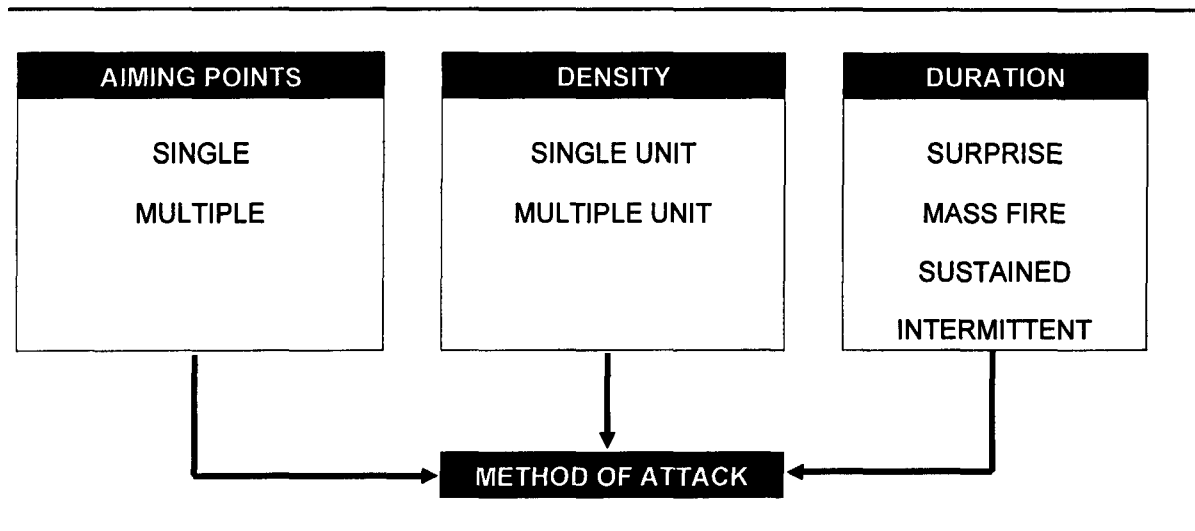 AIMING POINTS
SINGLE
MULTIPLE
DENSITY
SINGLE UNIT
MULTIPLE UNIT
DURATION
SURPRISE
MASS FIRE
SUSTAINED
INTERMITTENT
METHOD OF ATTACK